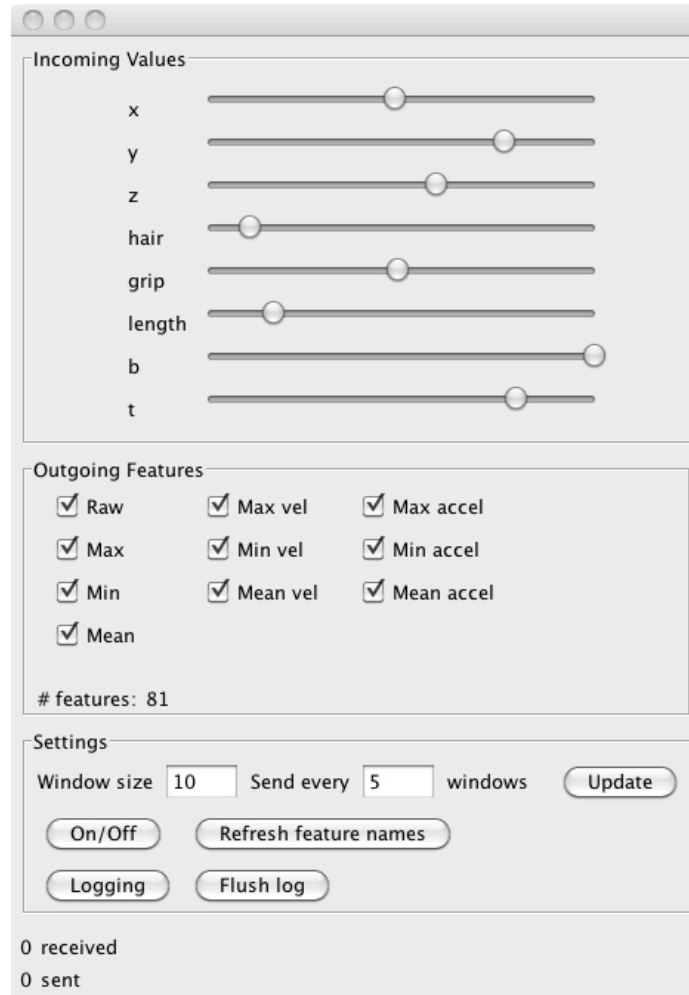 Incoming Values
x
y
z
hair
grip
length
b
t
Outgoing Features
Raw Max vel Max accel
Max Min vel Min accel
Min Mean vel Mean accel
Mean
# features: 81
Settings
Window size 10 Send every 5 windows Update
On/Off Refresh feature names
Logging Flush log
0 received
0 sent